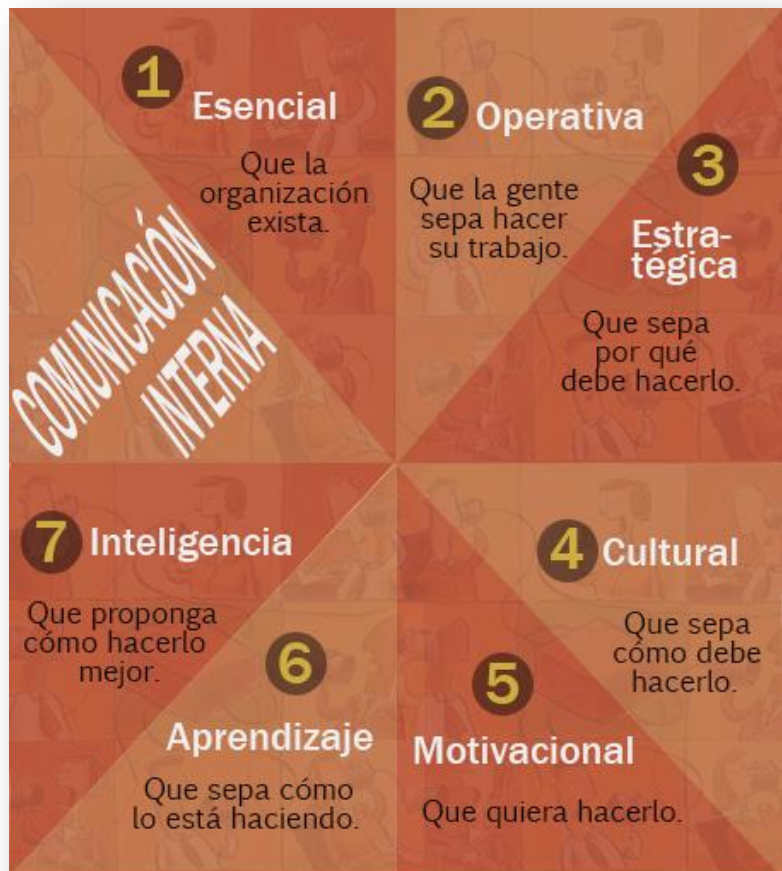 COMUNICACIÓN
INTERNA
1
Esencial
Que la
organización
exista.
2
Operativa
Que la gente
sepa hacer
su trabajo.
3
Estra-
tégica
Que sepa
por qué
debe hacerlo.
4
Cultural
Que sepa
cómo debe
hacerlo.
5
Motivacional
Que quiera hacerlo.
6
Aprendizaje
Que sepa cómo
lo está haciendo.
7
Inteligencia
Que proponga
cómo hacerlo
mejor.